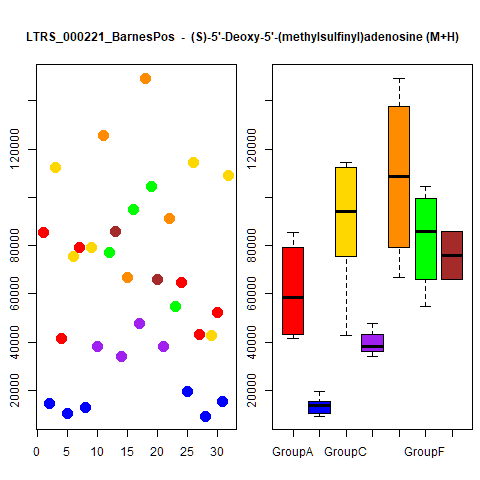 LTRS_000221_BarnesPos - (S)-5'-Deoxy-5'-(methylsulfinyl)adenosine (M+H)
20000 40000 60000 80000 120000
0 5 10 15 20 25 30
20000 40000 60000 80000 120000
GroupA GroupC GroupF